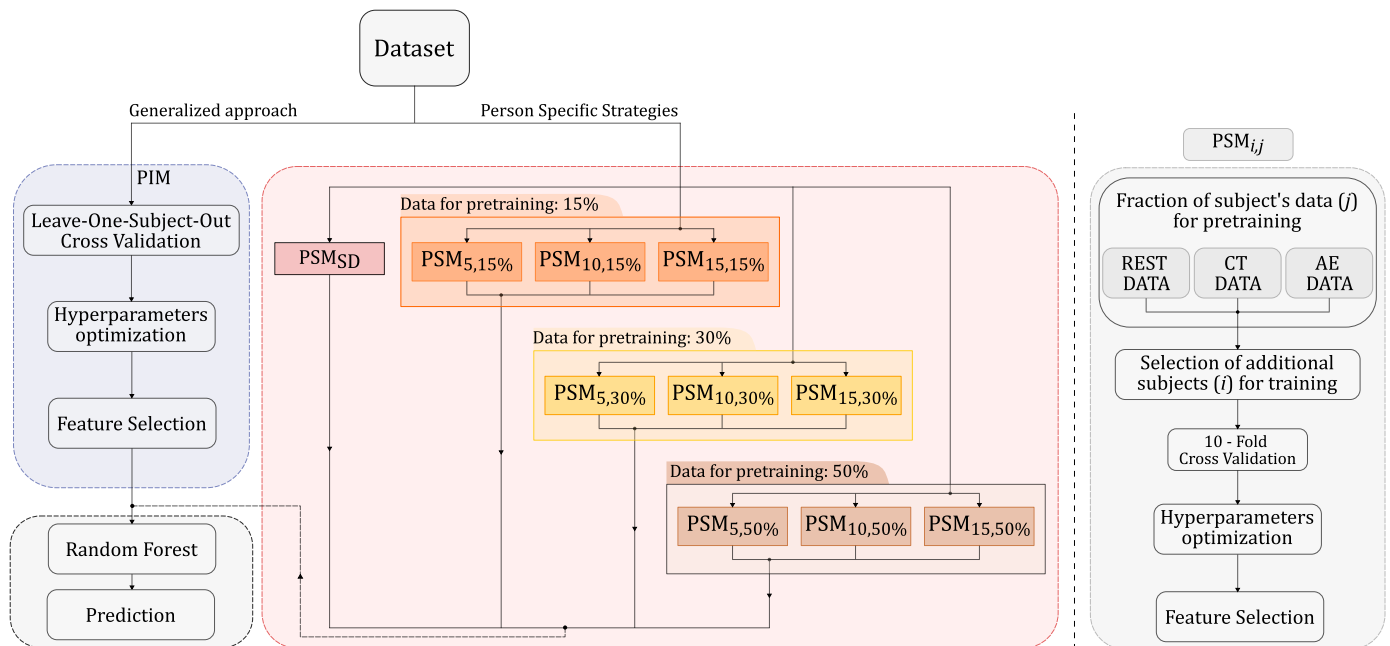 Dataset
Generalized approach
Person Specific Strategies
PIM
Leave-One-Subject-Out
Cross Validation
Hyperparameters
optimization
Feature Selection
Random Forest
Prediction
PSM_SD
Data for pretraining: 15%
PSM_5,15%
PSM_10,15%
PSM_15,15%
Data for pretraining: 30%
PSM_5,30%
PSM_10,30%
PSM_15,30%
Data for pretraining: 50%
PSM_5,50%
PSM_10,50%
PSM_15,50%
PSM_i,j
Fraction of subject's data (j)
for pretraining
REST
DATA
CT
DATA
AE
DATA
Selection of additional
subjects (i) for training
10 - Fold
Cross Validation
Hyperparameters
optimization
Feature Selection